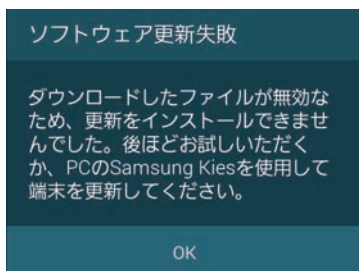 ソフトウェア更新失敗
ダウンロードしたファイルが無効な
ため、更新をインストールできませ
んでした。後ほどお試しいただく
か、PCのSamsung Kiesを使用して
端末を更新してください。
OK